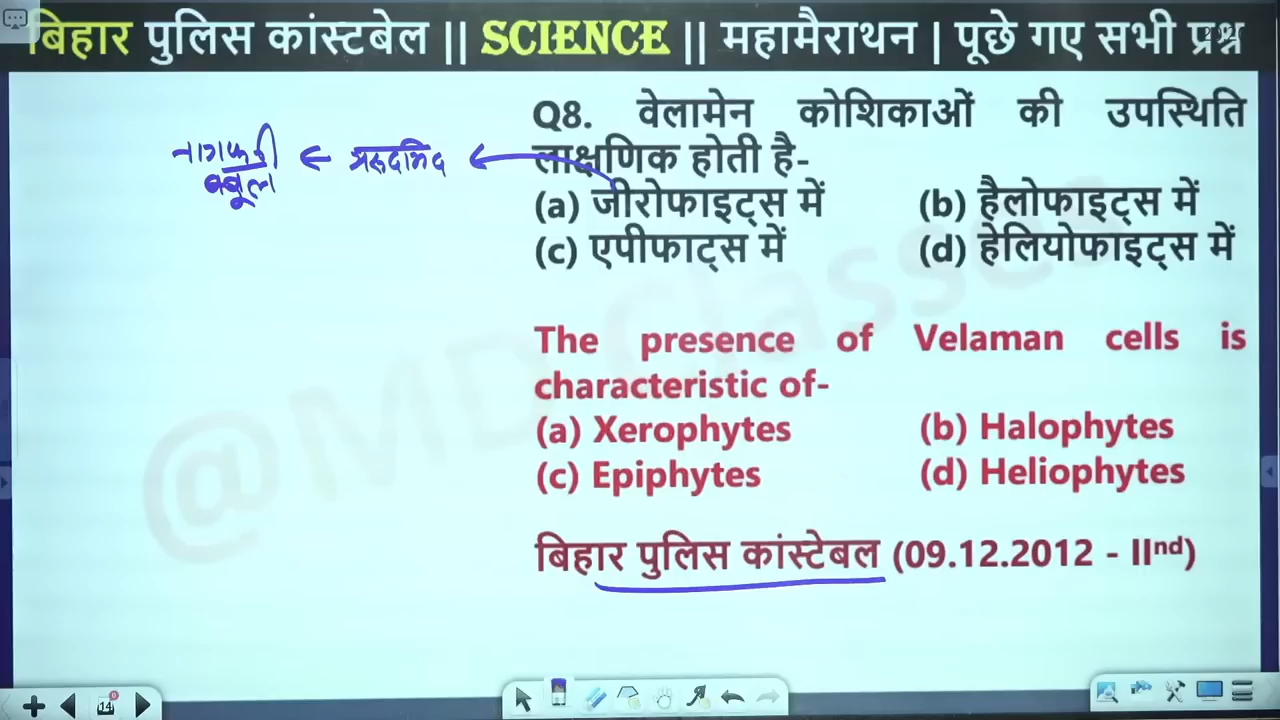 बिहार पुलिस कांस्टबेल || SCIENCE || महामैराथन | पूछे गए सभी प्रश्न
Q8. वेलामेन कोशिकाओं की उपस्थिति
लाक्षणिक होती है-
(a) जीरोफाइट्स में (b) हैलोफाइट्स में
(c) एपीफाट्स में (d) हेलियोफाइट्स में
नागफनी ← मरुदभिद ←
बबूल
The presence of Velaman cells is
characteristic of-
(a) Xerophytes (b) Halophytes
(c) Epiphytes (d) Heliophytes
बिहार पुलिस कांस्टेबल (09.12.2012 - IInd)
@MD Classes
14